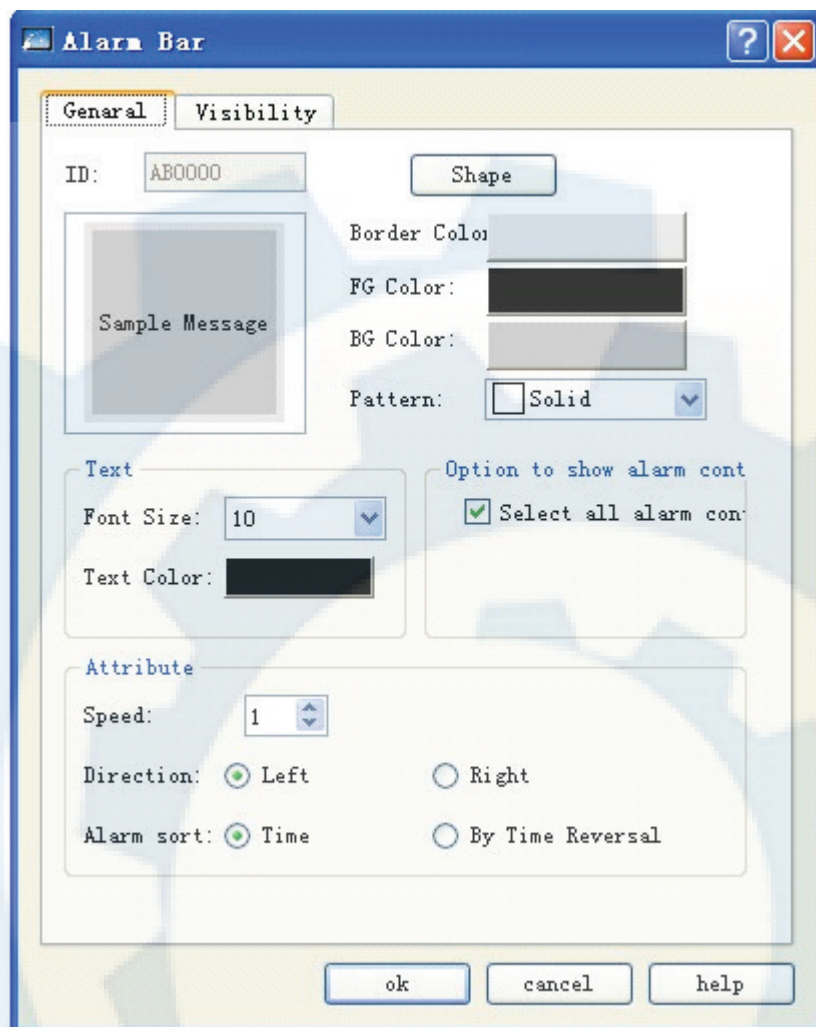 Alarm Bar
Genaral Visibility
ID: AB0000 Shape
Border Color
Sample Message
FG Color:
BG Color:
Pattern: Solid
Text Option to show alarm cont
Font Size: 10 Select all alarm con
Text Color:
Attribute
Speed: 1
Direction: Left Right
Alarm sort: Time By Time Reversal
ok cancel help